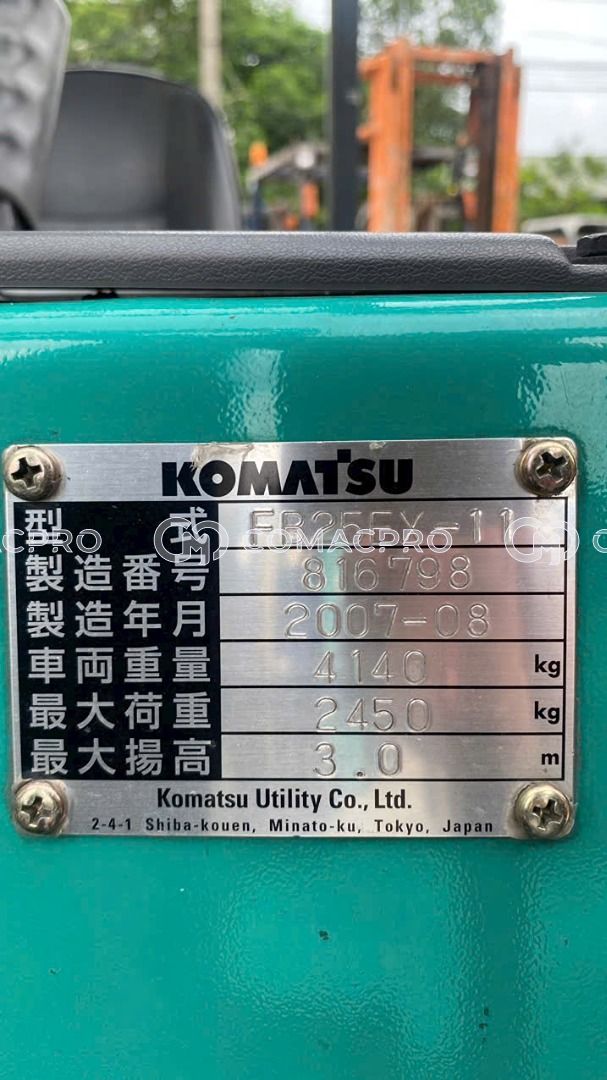 KOMATSU
型式 FB25EX-11
製造番号 816798
製造年月 2007-08
車両重量 4140 kg
最大荷重 2450 kg
最大揚高 3.0 m
Komatsu Utility Co., Ltd.
2-4-1 Shiba-kouen, Minato-ku, Tokyo, Japan
COMACPRO